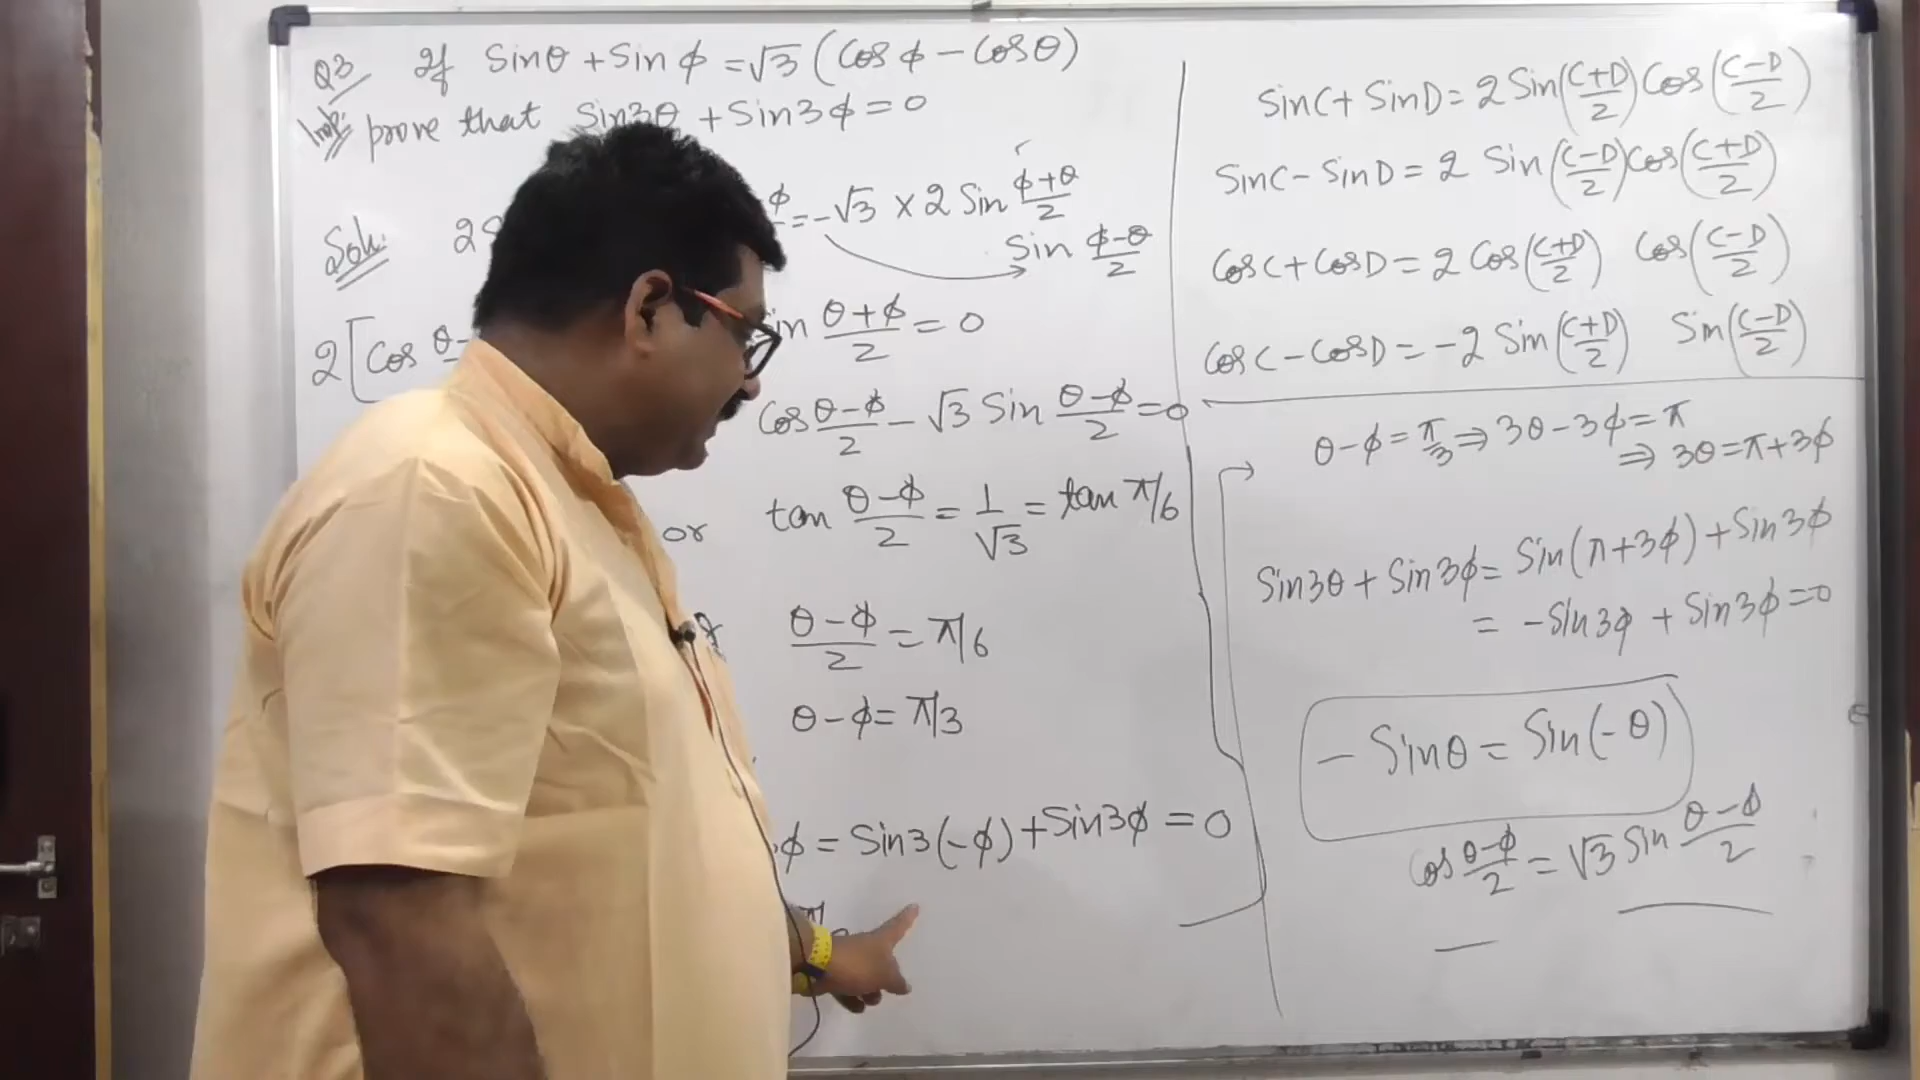 Q3 If Sinθ + Sin ϕ = √3 (Cos ϕ - Cos θ)
Imp. prove that Sin3θ + Sin3ϕ = 0
Soln. 2S ϕ = -√3 × 2 Sin (ϕ+θ)/2
Sin (ϕ-θ)/2
2[Cos θ- in (θ+ϕ)/2 = 0
Cos (θ-ϕ)/2 - √3 Sin (θ-ϕ)/2 = 0
or tan (θ-ϕ)/2 = 1/√3 = tan π/6
(θ-ϕ)/2 = π/6
θ-ϕ = π/3
ϕ = Sin3(-ϕ) + Sin3ϕ = 0
SinC + SinD = 2 Sin((C+D)/2) Cos((C-D)/2)
SinC - SinD = 2 Sin((C-D)/2) Cos((C+D)/2)
CosC + CosD = 2 Cos((C+D)/2) Cos((C-D)/2)
CosC - CosD = -2 Sin((C+D)/2) Sin((C-D)/2)
θ-ϕ = π/3 ⇒ 3θ-3ϕ = π
⇒ 3θ = π+3ϕ
Sin3θ + Sin3ϕ = Sin(π+3ϕ) + Sin3ϕ
= -Sin3ϕ + Sin3ϕ = 0
- Sinθ = Sin(-θ)
Cos (θ-ϕ)/2 = √3 Sin (θ-ϕ)/2